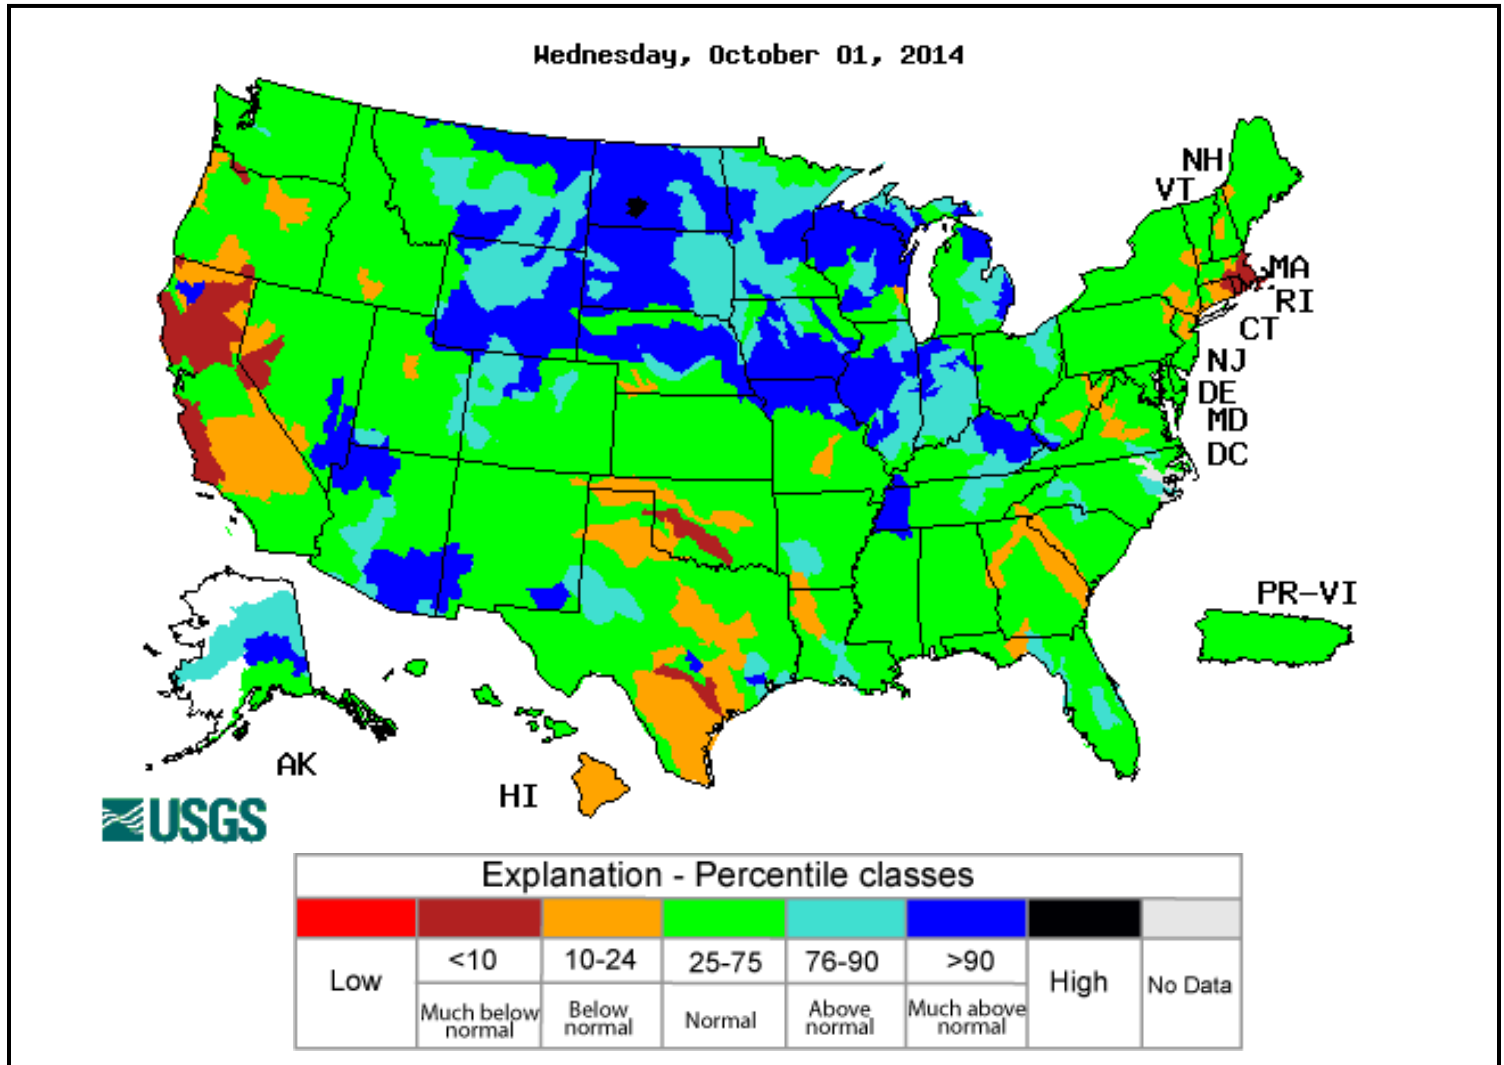 Wednesday, October 01, 2014
NH
VT
MA
RI
CT
NJ
DE
MD
DC
PR-VI
AK
HI
USGS
Explanation - Percentile classes
Low
<10
10-24
25-75
76-90
>90
High
No Data
Much below
normal
Below
normal
Normal
Above
normal
Much above
normal